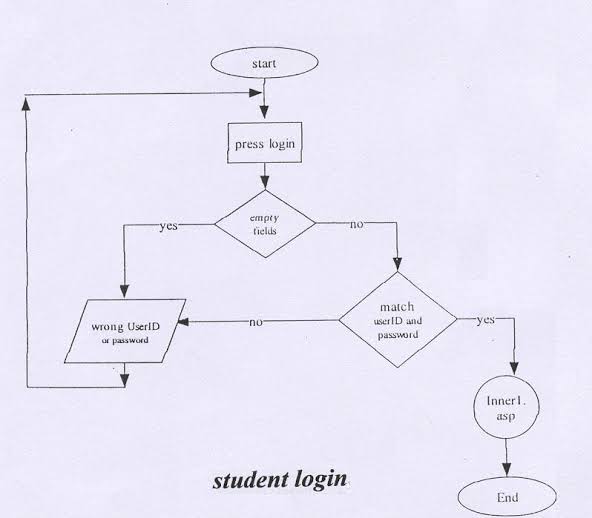 start
press login
empty
fields
yes
no
wrong UserID
or password
no
match
userID and
password
yes
Inner1.
asp
End
student login